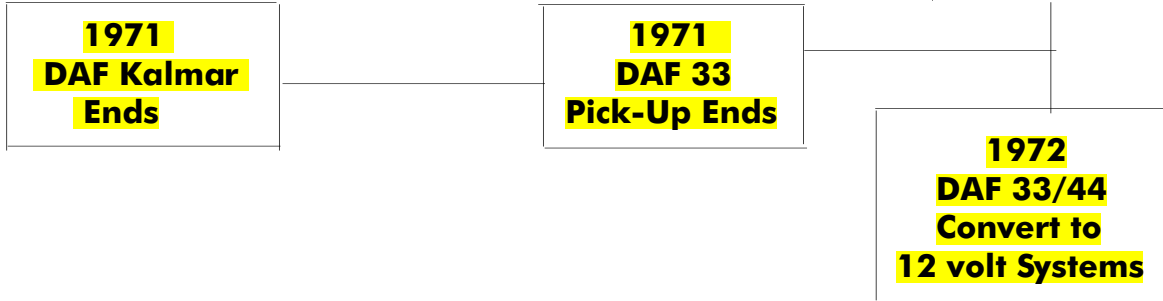 1971
DAF Kalmar
Ends
1971
DAF 33
Pick-Up Ends
1972
DAF 33/44
Convert to
12 volt Systems